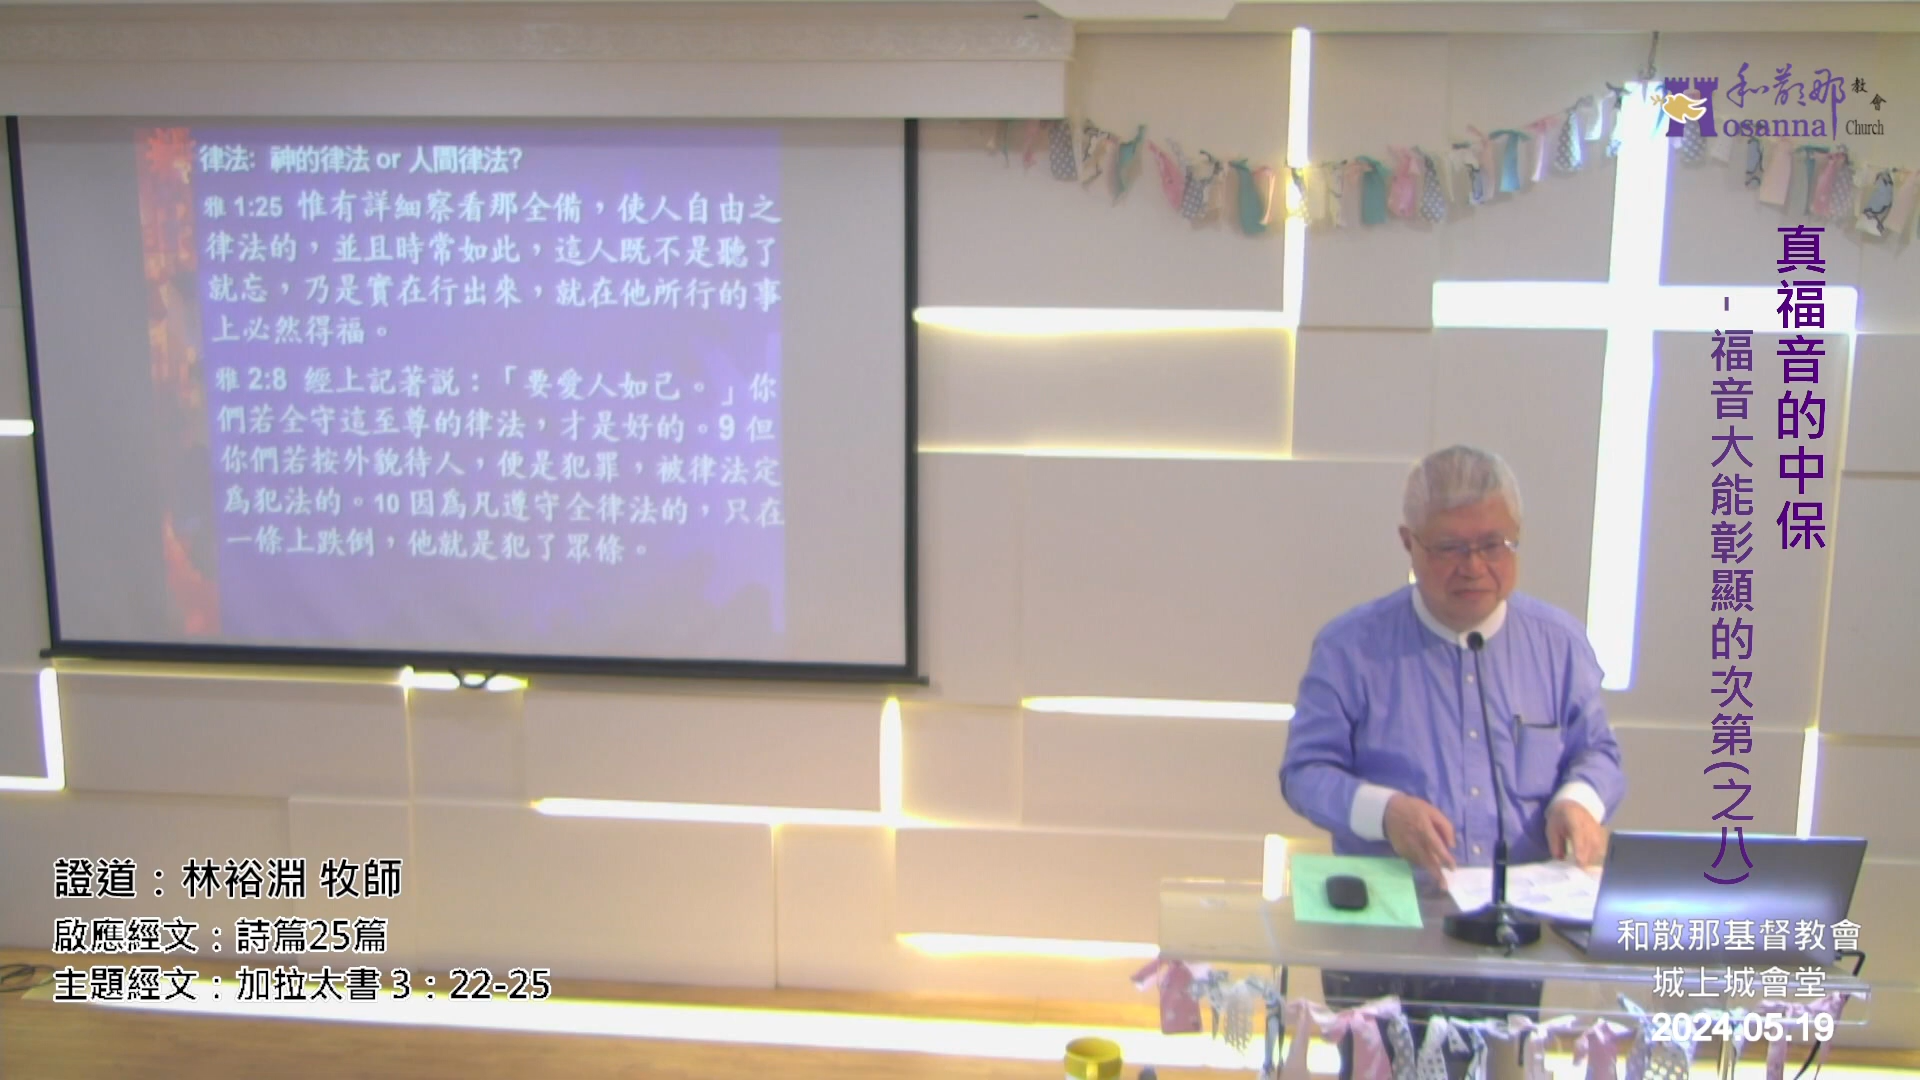 律法: 神的律法 or 人間律法?
雅 1:25 惟有詳細察看那全備，使人自由之
律法的，並且時常如此，這人既不是聽了
就忘，乃是實在行出來，就在他所行的事
上必然得福。
雅 2:8 經上記著說：「要愛人如己。」你
們若全守這至尊的律法，才是好的。9 但
你們若按外貌待人，便是犯罪，被律法定
為犯法的。10 因為凡遵守全律法的，只在
一條上跌倒，他就是犯了眾條。
和散那教會
Hosanna Church
真福音的中保
- 福音大能彰顯的次第(之八)
證道：林裕淵 牧師
啟應經文：詩篇25篇
主題經文：加拉太書 3：22-25
和散那基督教會
城上城會堂
2024.05.19